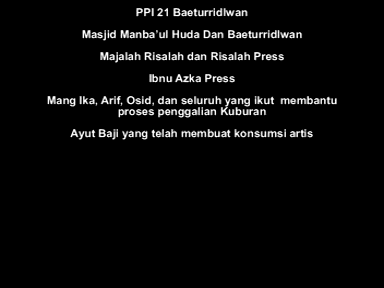 PPI 21 Baeturridlwan
Masjid Manba'ul Huda Dan Baeturridlwan
Majalah Risalah dan Risalah Press
Ibnu Azka Press
Mang Ika, Arif, Osid, dan seluruh yang ikut  membantu
proses penggalian Kuburan
Ayut Baji yang telah membuat konsumsi artis